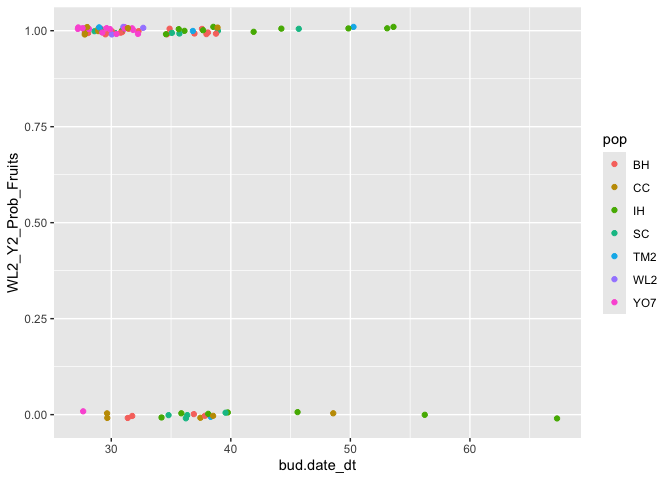 1.00
0.75
0.50
0.25
0.00
WL2_Y2_Prob_Fruits
30
40
50
60
bud.date_dt
pop
BH
CC
IH
SC
TM2
WL2
YO7